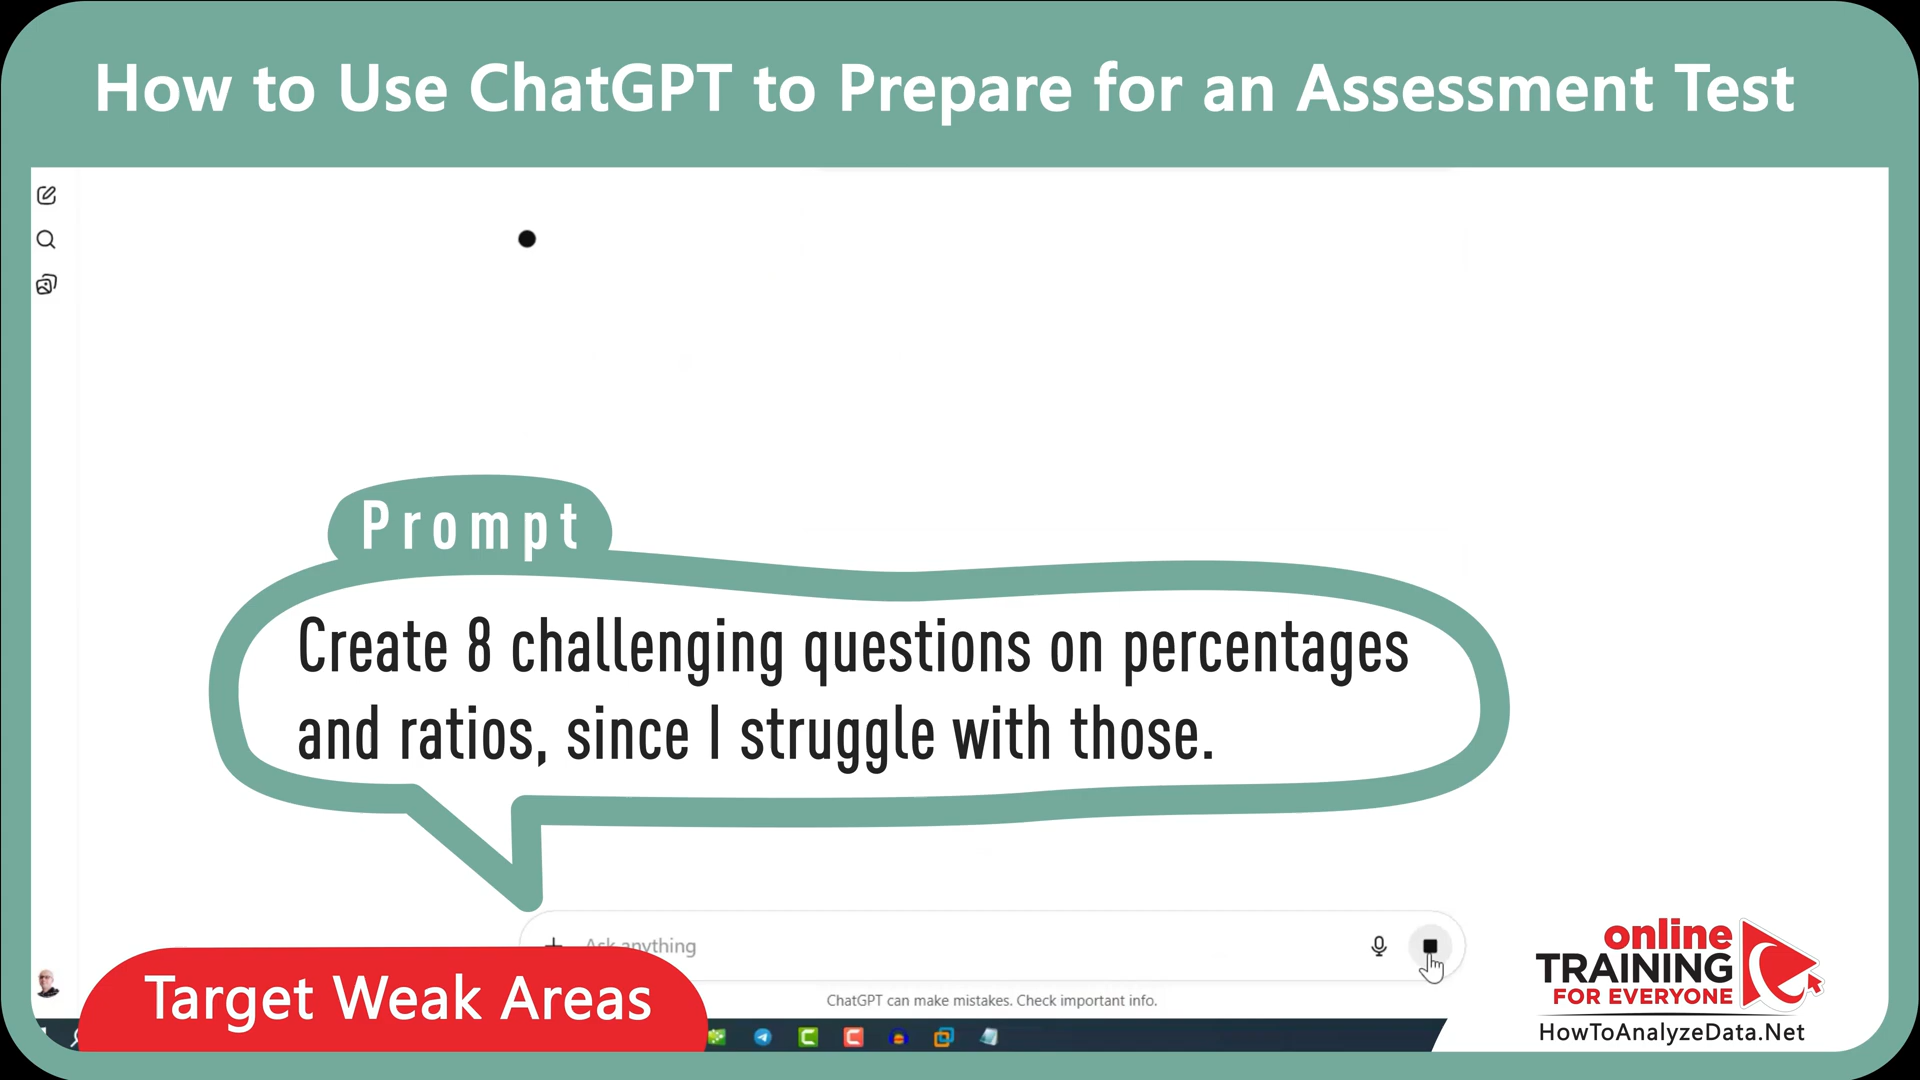 How to Use ChatGPT to Prepare for an Assessment Test
Prompt
Create 8 challenging questions on percentages
and ratios, since I struggle with those.
Ask anything
ChatGPT can make mistakes. Check important info.
Target Weak Areas
online
TRAINING
FOR EVERYONE
HowToAnalyzeData.Net